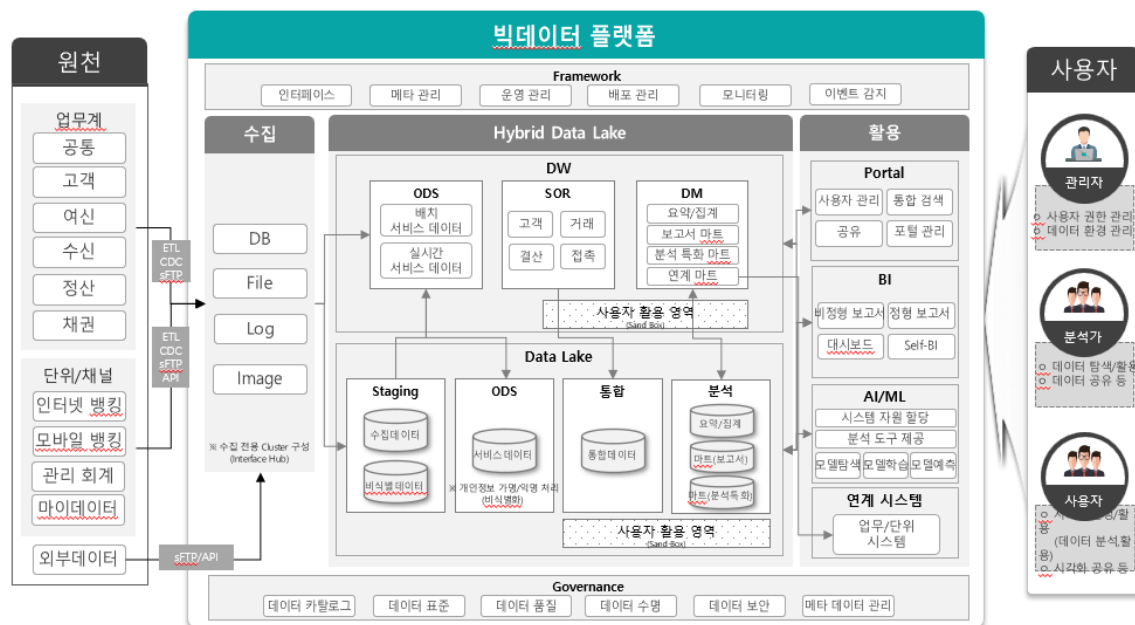 빅데이터 플랫폼
원천
업무계
공통
고객
여신
수신
정산
채권
단위/채널
인터넷 뱅킹
모바일 뱅킹
관리 회계
마이데이터
외부데이터
ETL
CDC
sFTP
ETL
CDC
sFTP
API
sFTP/API
Framework
인터페이스
메타 관리
운영 관리
배포 관리
모니터링
이벤트 감지
수집
DB
File
Log
Image
※ 수집 전용 Cluster 구성
(Interface Hub)
Hybrid Data Lake
DW
ODS
배치
서비스 데이터
실시간
서비스 데이터
SOR
고객
거래
결산
접촉
DM
요약/집계
보고서 마트
분석 특화 마트
연계 마트
사용자 활용 영역
(Sand Box)
Data Lake
Staging
수집데이터
비식별데이터
ODS
서비스데이터
※ 개인정보 가명/익명 처리
(비식별화)
통합
통합데이터
분석
요약/집계
마트(보고서)
마트(분석특화)
사용자 활용 영역
(Sand Box)
활용
Portal
사용자 관리
통합 검색
공유
포털 관리
BI
비정형 보고서
정형 보고서
대시보드
Self-BI
AI/ML
시스템 자원 할당
분석 도구 제공
모델탐색
모델학습
모델예측
연계 시스템
업무/단위
시스템
Governance
데이터 카탈로그
데이터 표준
데이터 품질
데이터 수명
데이터 보안
메타 데이터 관리
사용자
관리자
사용자 권한 관리
데이터 환경 관리
분석가
데이터 탐색/활용
데이터 공유 등
사용자
용
(데이터 분석,활
용)
시각화 공유 등